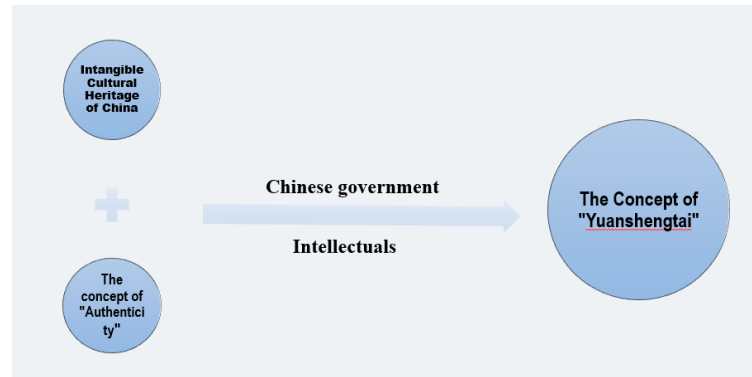 Intangible
Cultural
Heritage
of China
The
concept of
"Authentici
ty"
Chinese government
Intellectuals
The Concept of
"Yuanshengtai"